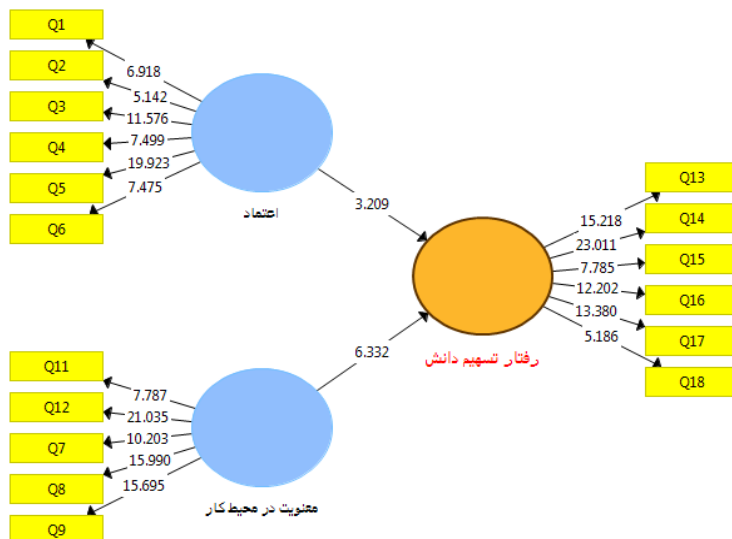 Q1
Q2
Q3
Q4
Q5
Q6
6.918
5.142
11.576
7.499
19.923
7.475
اعتماد
3.209
Q13
Q14
Q15
Q16
Q17
Q18
15.218
23.011
7.785
12.202
13.380
5.186
رفتار تسهیم دانش
6.332
Q11
Q12
Q7
Q8
Q9
7.787
21.035
10.203
15.990
15.695
معنویت در محیط کار